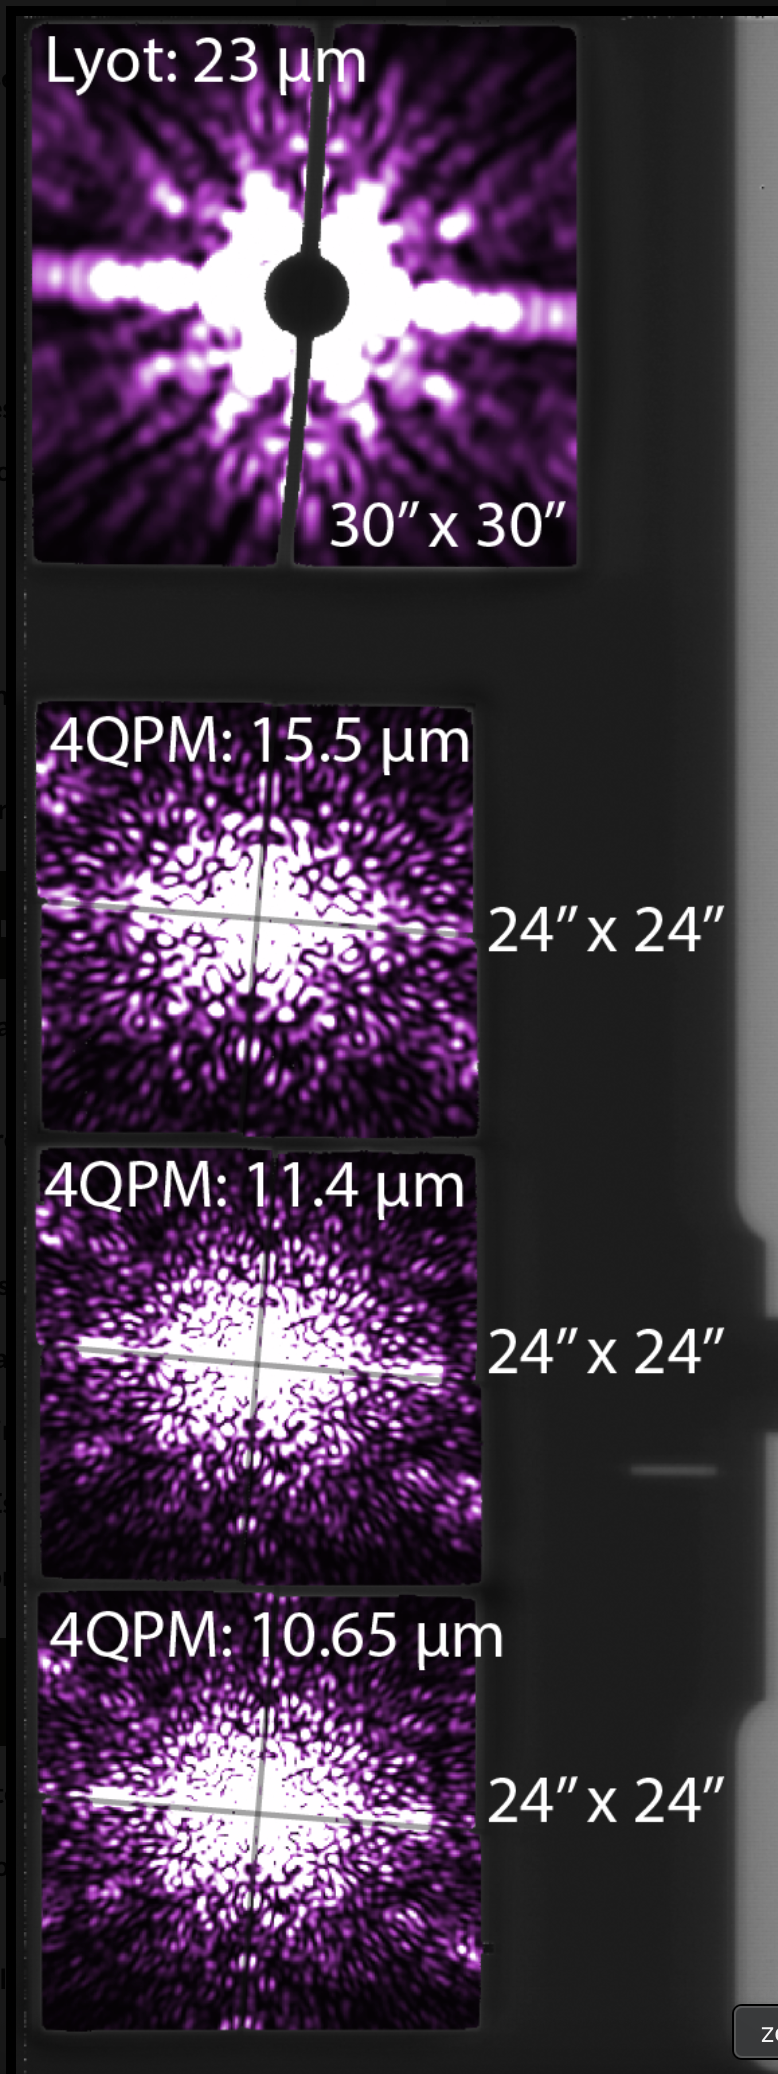 Lyot: 23 μm
30” x 30”
4QPM: 15.5 μm
24” x 24”
4QPM: 11.4 μm
24” x 24”
4QPM: 10.65 μm
24” x 24”